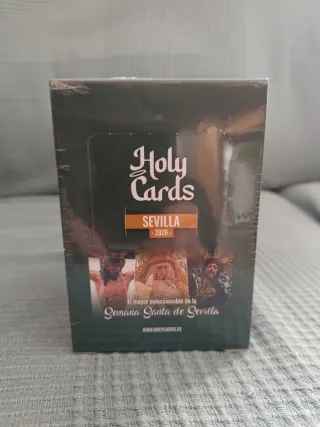 Holy
Cards
SEVILLA
- 2026 -
El mayor coleccionable de la
Semana Santa de Sevilla
WWW.HOLYCARDS.ES